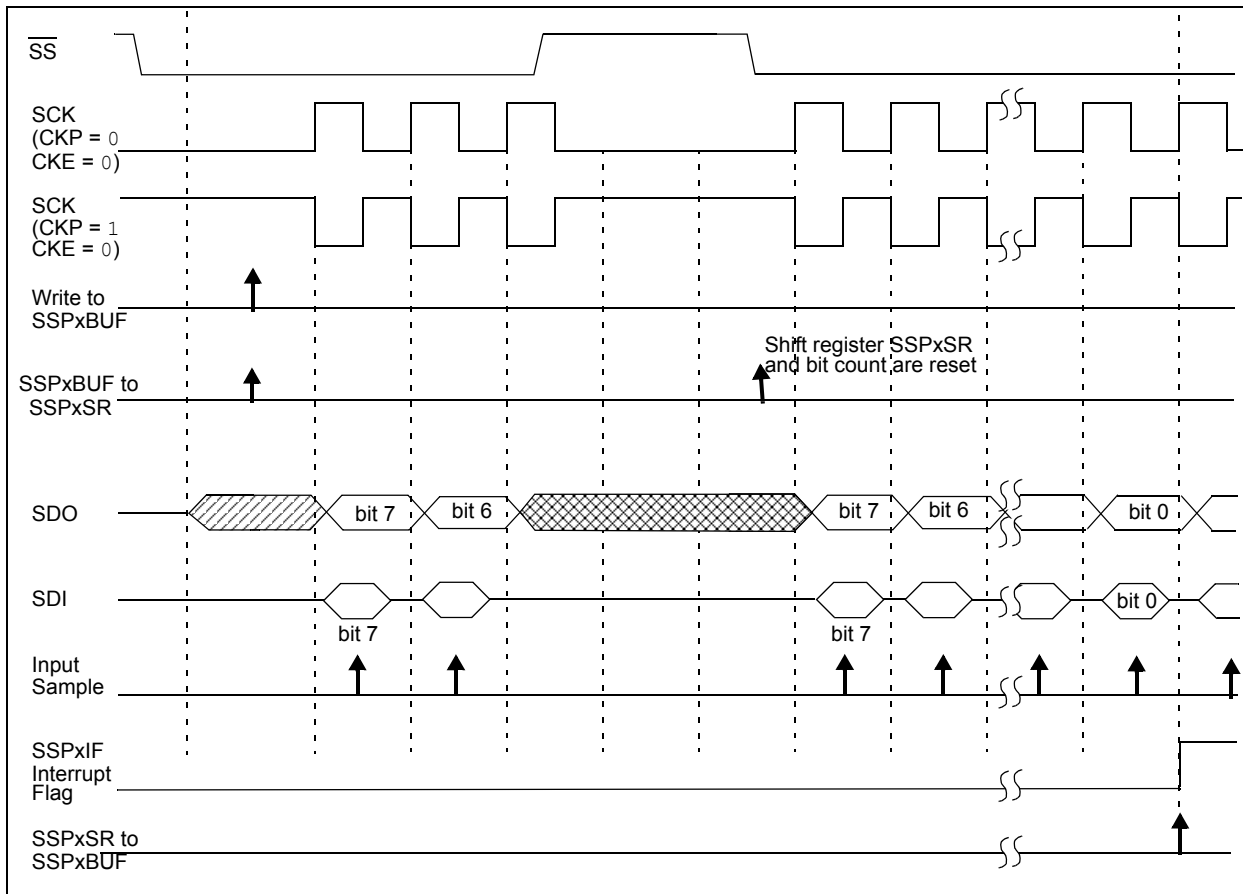 SS
SCK
(CKP = 0
CKE = 0)
SCK
(CKP = 1
CKE = 0)
Write to
SSPxBUF
Shift register SSPxSR
and bit count are reset
SSPxBUF to
SSPxSR
SDO
bit 7
bit 6
bit 7
bit 6
bit 0
SDI
bit 0
bit 7
bit 7
Input
Sample
SSPxIF
Interrupt
Flag
SSPxSR to
SSPxBUF